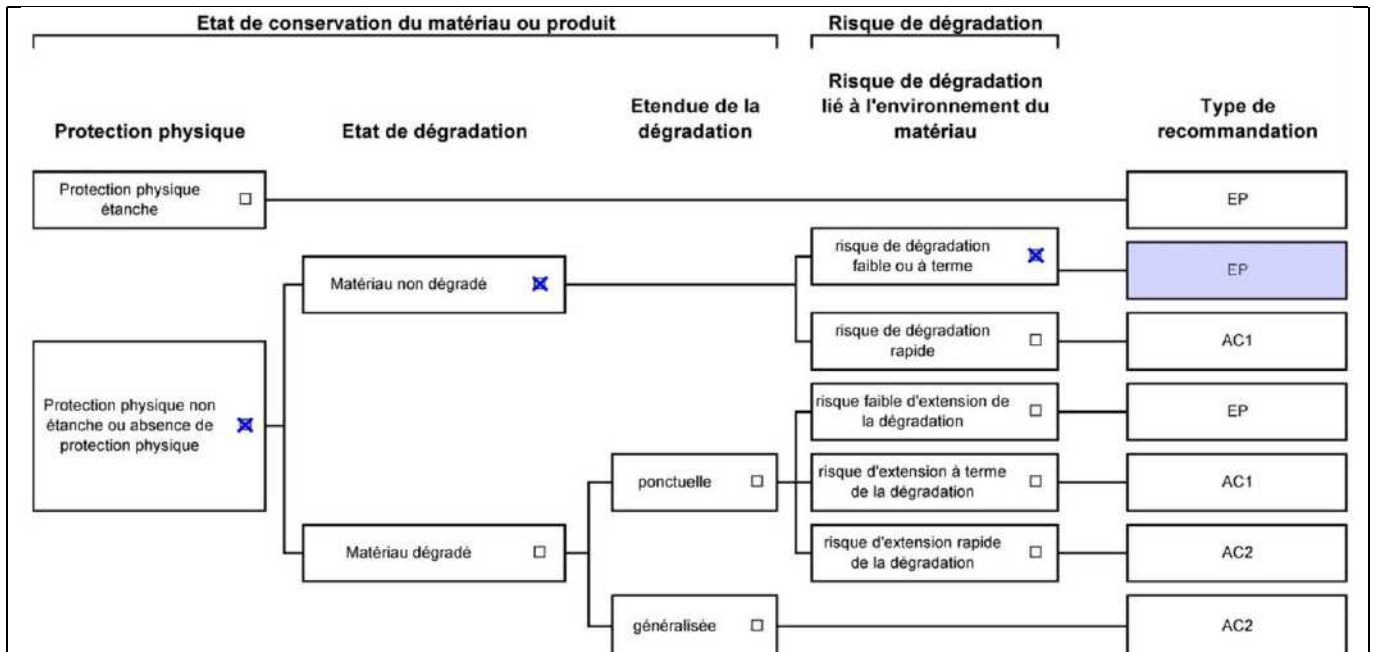 Etat de conservation du matériau ou produit
Risque de dégradation
Protection physique
Etat de dégradation
Etendue de la
dégradation
Risque de dégradation
lié à l'environnement du
matériau
Type de
recommandation
Protection physique
étanche
EP
risque de dégradation
faible ou à terme
EP
Matériau non dégradé
risque de dégradation
rapide
AC1
Protection physique non
étanche ou absence de
protection physique
risque faible d'extension de
la dégradation
EP
ponctuelle
risque d'extension à terme
de la dégradation
AC1
Matériau dégradé
risque d'extension rapide
de la dégradation
AC2
généralisée
AC2